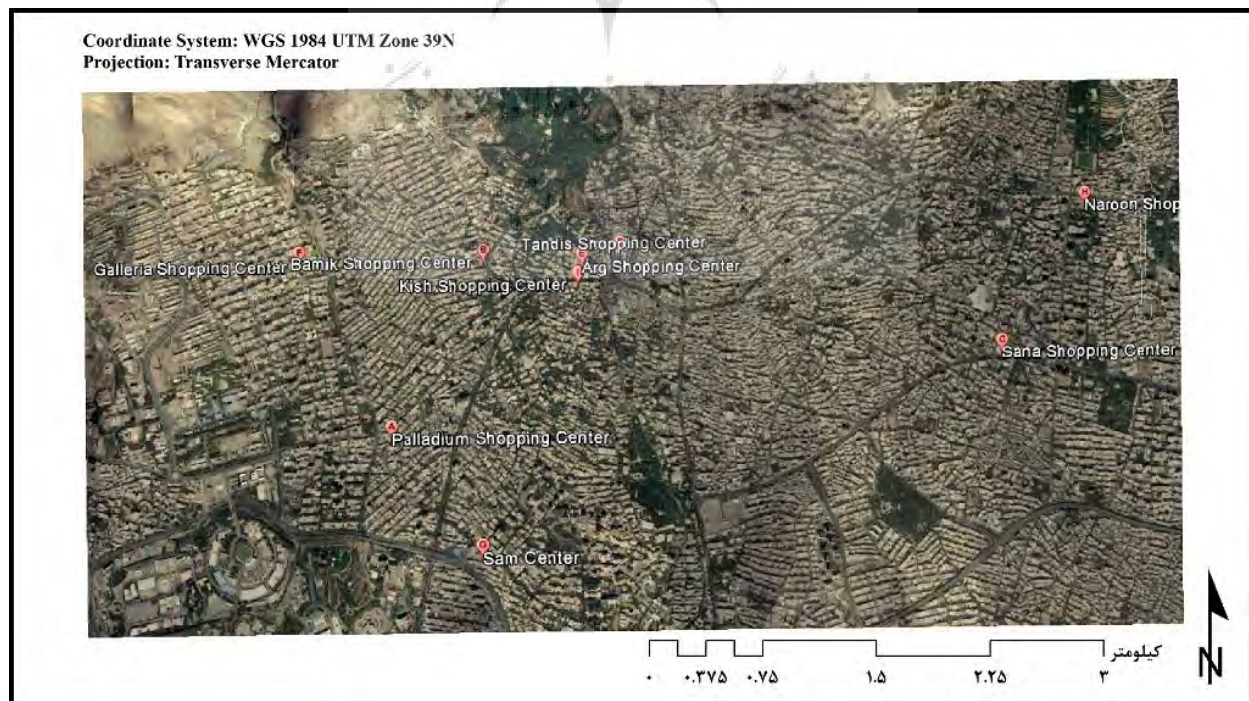 Coordinate System: WGS 1984 UTM Zone 39N
Projection: Transverse Mercator
H
Naroon Shop
Tandis Shopping Center
Galleria Shopping Center
Bamik Shopping Center
Arg Shopping Center
Kish Shopping Center
Sana Shopping Center
A
Palladium Shopping Center
G
Sam Center
کیلومتر
۰ ۰.۳۷۵ ۰.۷۵ ۱.۵ ۲.۲۵ ۳
N